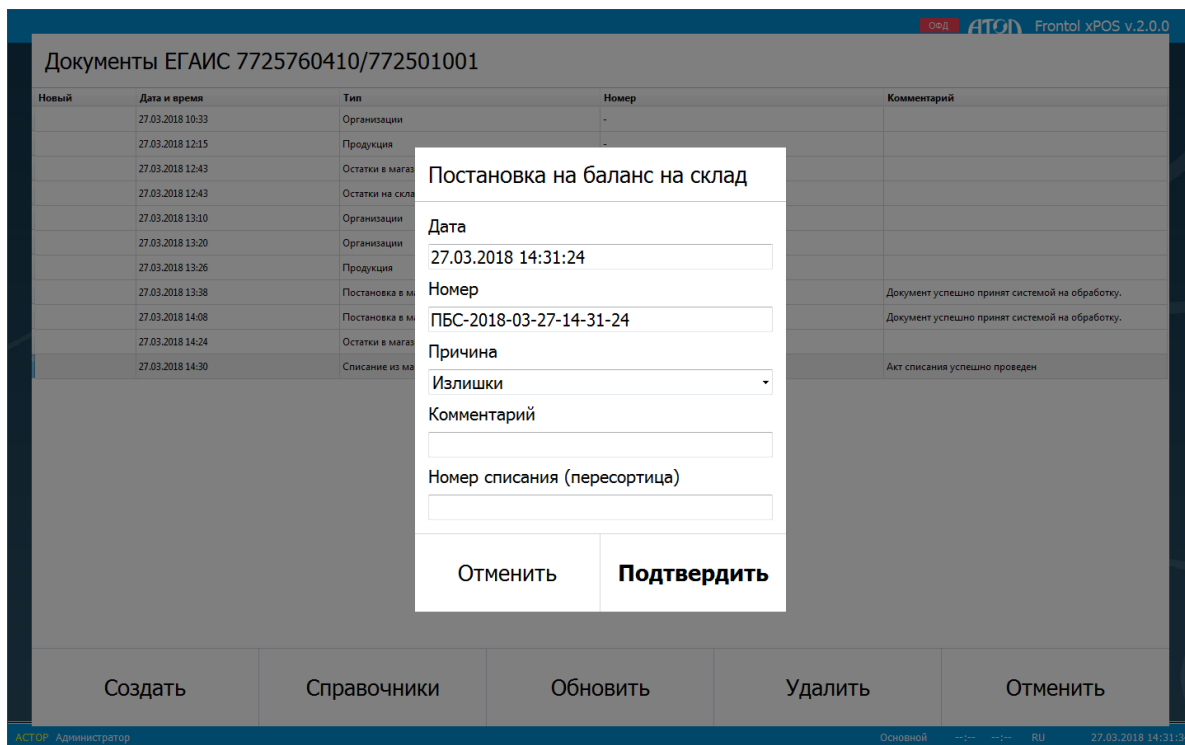 ОФД АТОЛ Frontol xPOS v.2.0.0
Документы ЕГАИС 7725760410/772501001
Новый Дата и время Тип Номер Комментарий
27.03.2018 10:33 Организации -
27.03.2018 12:15 Продукция -
27.03.2018 12:43 Остатки в магаз
27.03.2018 12:43 Остатки на скла
27.03.2018 13:10 Организации
27.03.2018 13:20 Организации
27.03.2018 13:26 Продукция
27.03.2018 13:38 Постановка в ма Документ успешно принят системой на обработку.
27.03.2018 14:08 Постановка в ма Документ успешно принят системой на обработку.
27.03.2018 14:24 Остатки в магаз
27.03.2018 14:30 Списание из ма Акт списания успешно проведен
Постановка на баланс на склад
Дата
27.03.2018 14:31:24
Номер
ПБС-2018-03-27-14-31-24
Причина
Излишки
Комментарий
Номер списания (пересортица)
Отменить Подтвердить
Создать Справочники Обновить Удалить Отменить
АСТОР Администратор Основной --:-- --:-- RU 27.03.2018 14:31:3